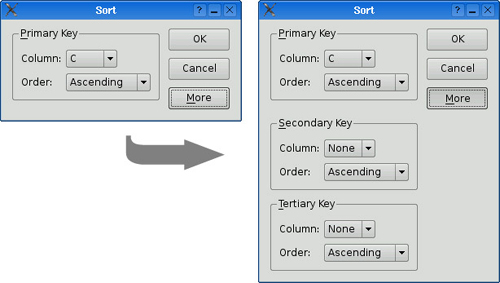 Sort
Primary Key
Column: C
Order: Ascending
OK
Cancel
More
Sort
Primary Key
Column: C
Order: Ascending
OK
Cancel
More
Secondary Key
Column: None
Order: Ascending
Tertiary Key
Column: None
Order: Ascending